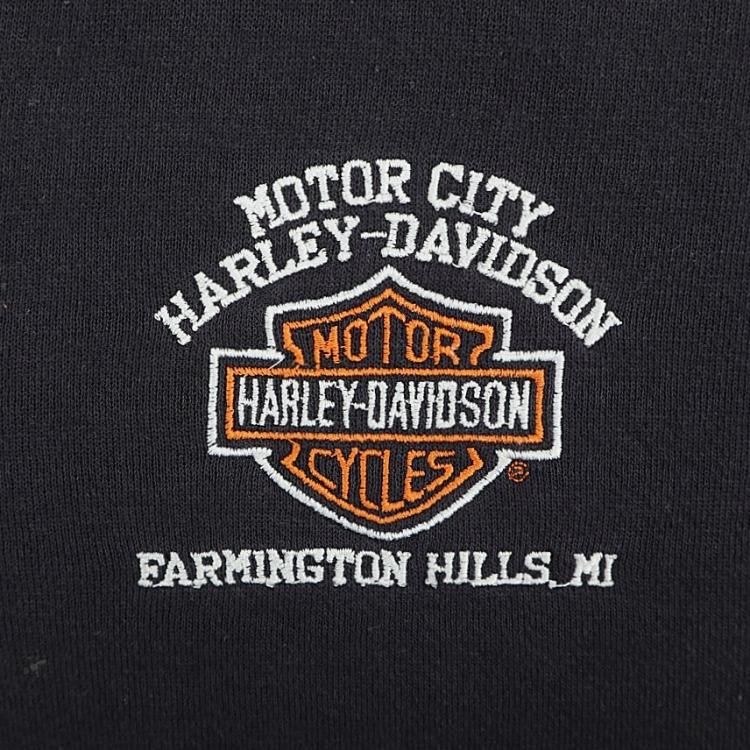 MOTOR CITY
HARLEY-DAVIDSON
MOTOR
HARLEY-DAVIDSON
CYCLES
®
FARMINGTON HILLS, MI